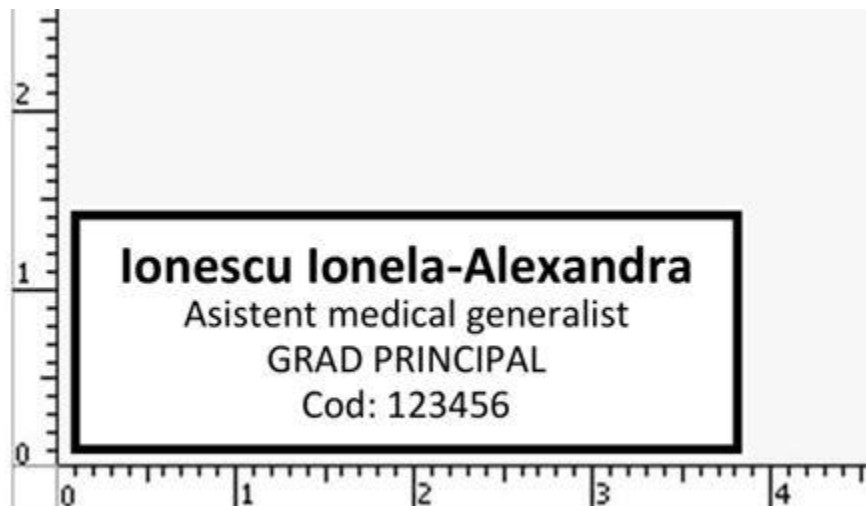 2
1
0
Ionescu Ionela-Alexandra
Asistent medical generalist
GRAD PRINCIPAL
Cod: 123456
0 1 2 3 4